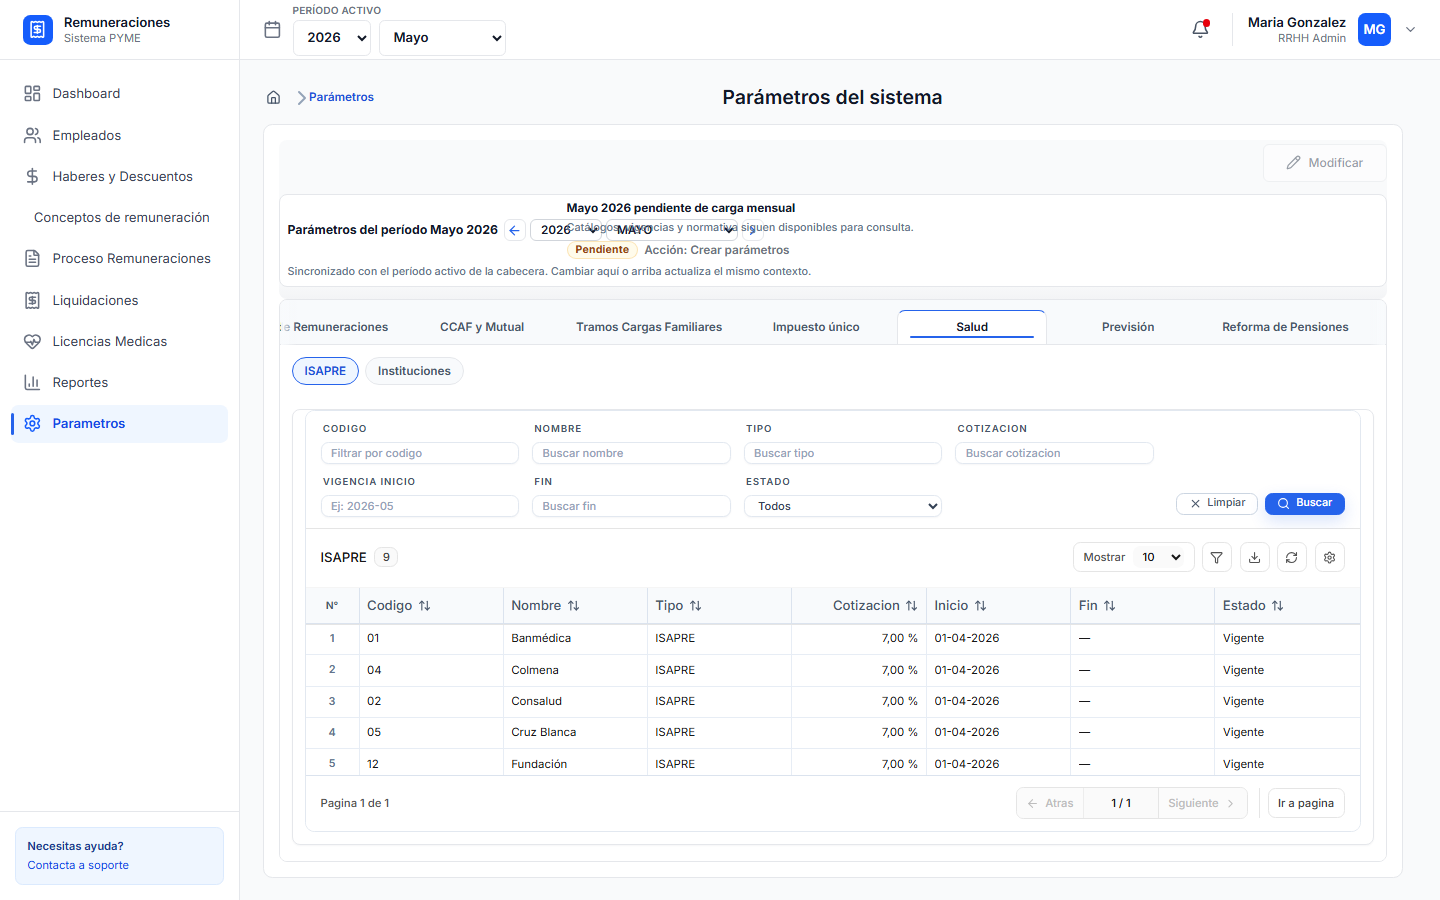 Remuneraciones
Sistema PYME
PERÍODO ACTIVO
2026 Mayo
Maria Gonzalez
RRHH Admin
MG
Dashboard
Empleados
Haberes y Descuentos
Conceptos de remuneración
Proceso Remuneraciones
Liquidaciones
Licencias Medicas
Reportes
Parametros
Necesitas ayuda?
Contacta a soporte
Parámetros
Parámetros del sistema
Modificar
Mayo 2026 pendiente de carga mensual
Parámetros del período Mayo 2026
2026 MAYO
Catálogos, vigencias y normativa siguen disponibles para consulta.
Pendiente Acción: Crear parámetros
Sincronizado con el período activo de la cabecera. Cambiar aquí o arriba actualiza el mismo contexto.
e Remuneraciones CCAF y Mutual Tramos Cargas Familiares Impuesto único Salud Previsión Reforma de Pensiones
ISAPRE Instituciones
CODIGO NOMBRE TIPO COTIZACION
Filtrar por codigo Buscar nombre Buscar tipo Buscar cotizacion
VIGENCIA INICIO FIN ESTADO
Ej: 2026-05 Buscar fin Todos Limpiar Buscar
ISAPRE 9 Mostrar 10
N° Codigo Nombre Tipo Cotizacion Inicio Fin Estado
1 01 Banmédica ISAPRE 7,00 % 01-04-2026 — Vigente
2 04 Colmena ISAPRE 7,00 % 01-04-2026 — Vigente
3 02 Consalud ISAPRE 7,00 % 01-04-2026 — Vigente
4 05 Cruz Blanca ISAPRE 7,00 % 01-04-2026 — Vigente
5 12 Fundación ISAPRE 7,00 % 01-04-2026 — Vigente
Pagina 1 de 1 Atras 1 / 1 Siguiente Ir a pagina